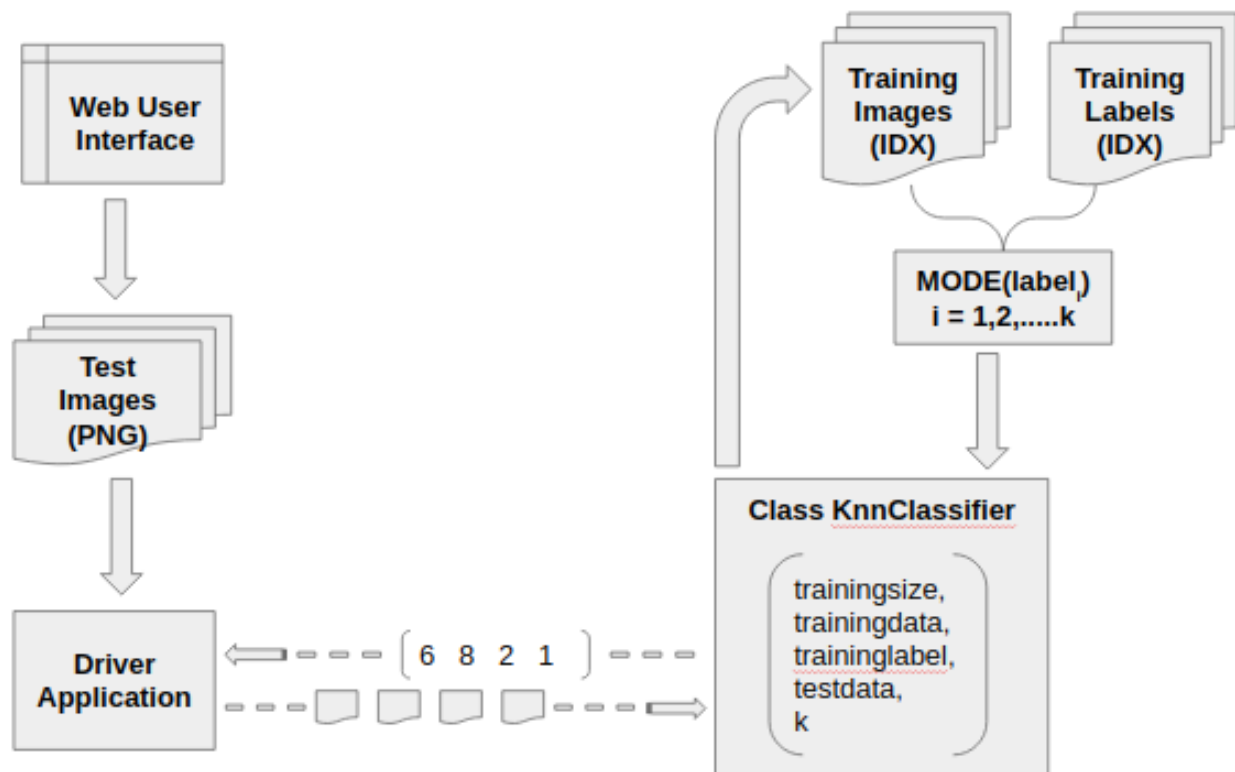 Web User
Interface
Test
Images
(PNG)
Driver
Application
6 8 2 1
Training
Images
(IDX)
Training
Labels
(IDX)
MODE(labelᵢ)
i = 1,2,.....k
Class KnnClassifier
trainingsize,
trainingdata,
traininglabel,
testdata,
k